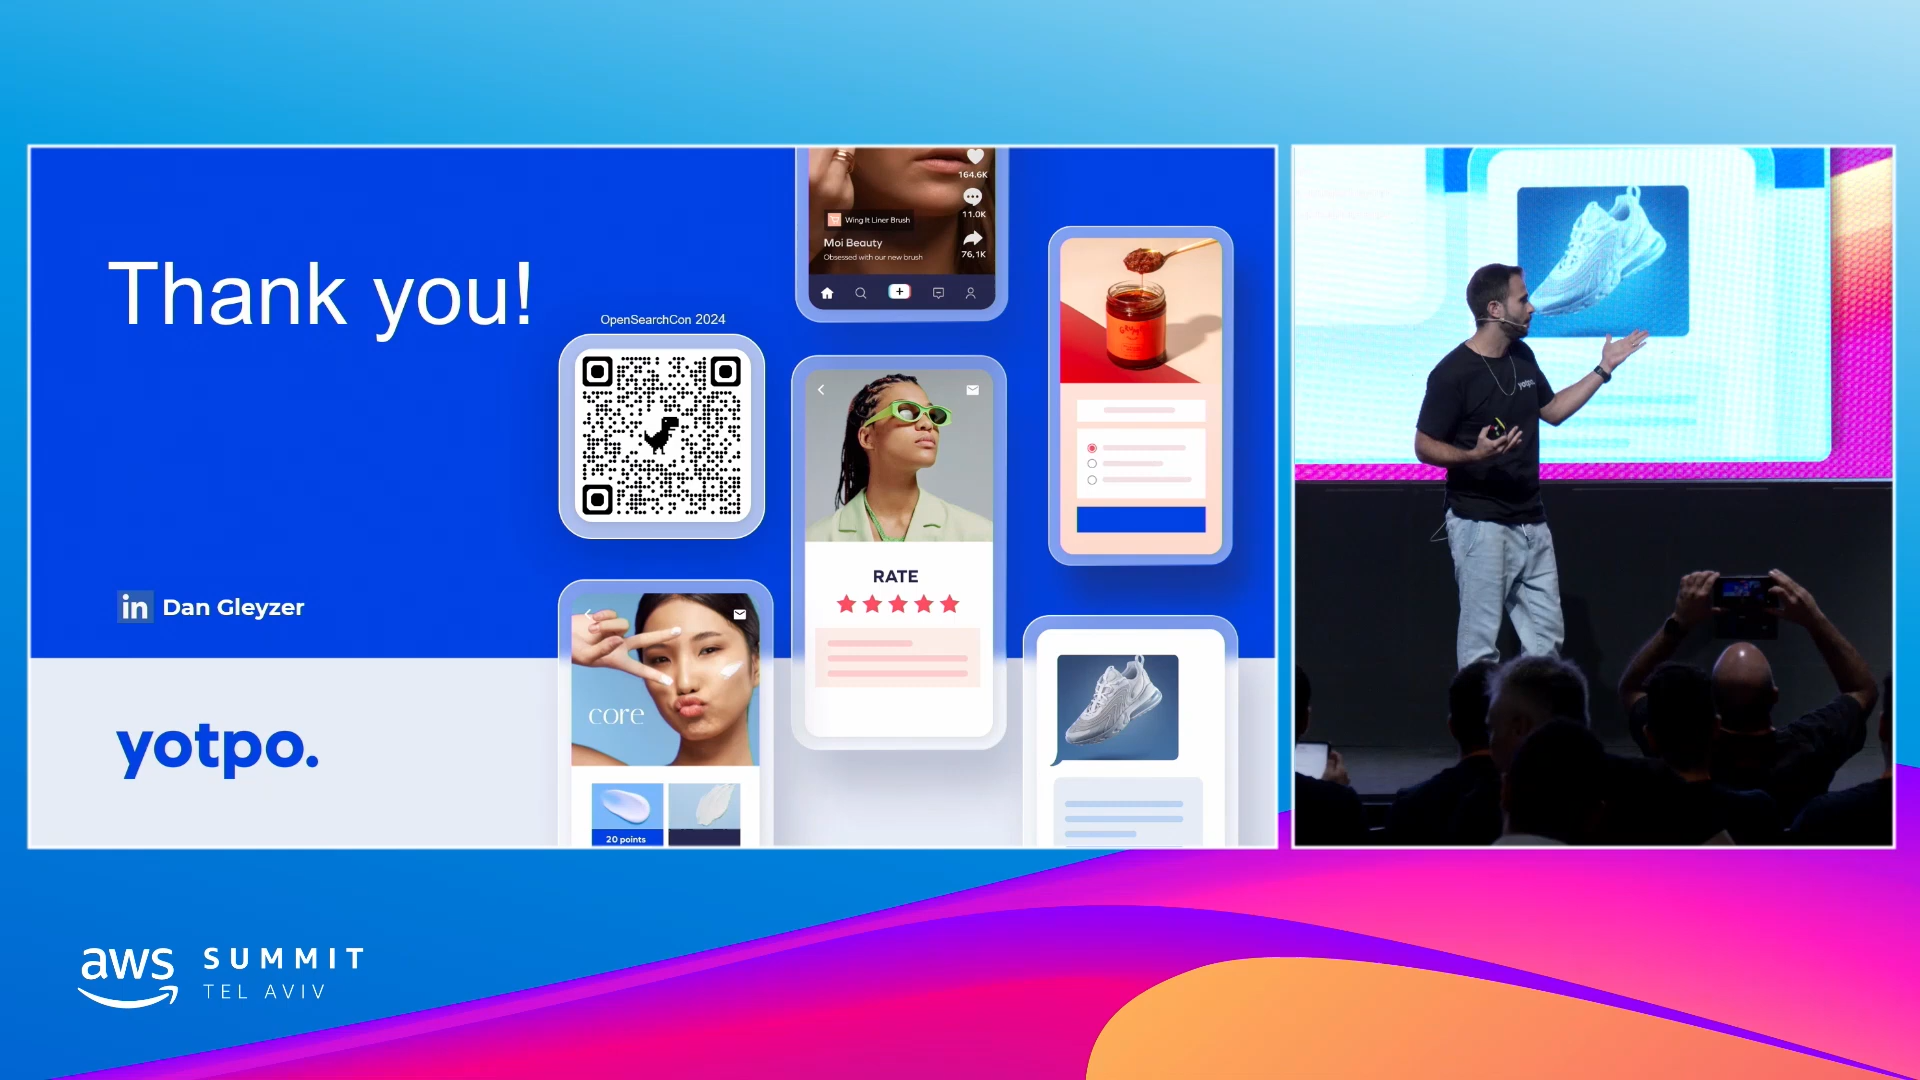 Thank you!
OpenSearchCon 2024
Dan Gleyzer
yotpo.
164.6K
11.0K
76,1K
Wing It Liner Brush
Moi Beauty
Obsessed with our new brush
RATE
core
20 points
yotpo.
aws SUMMIT
TEL AVIV